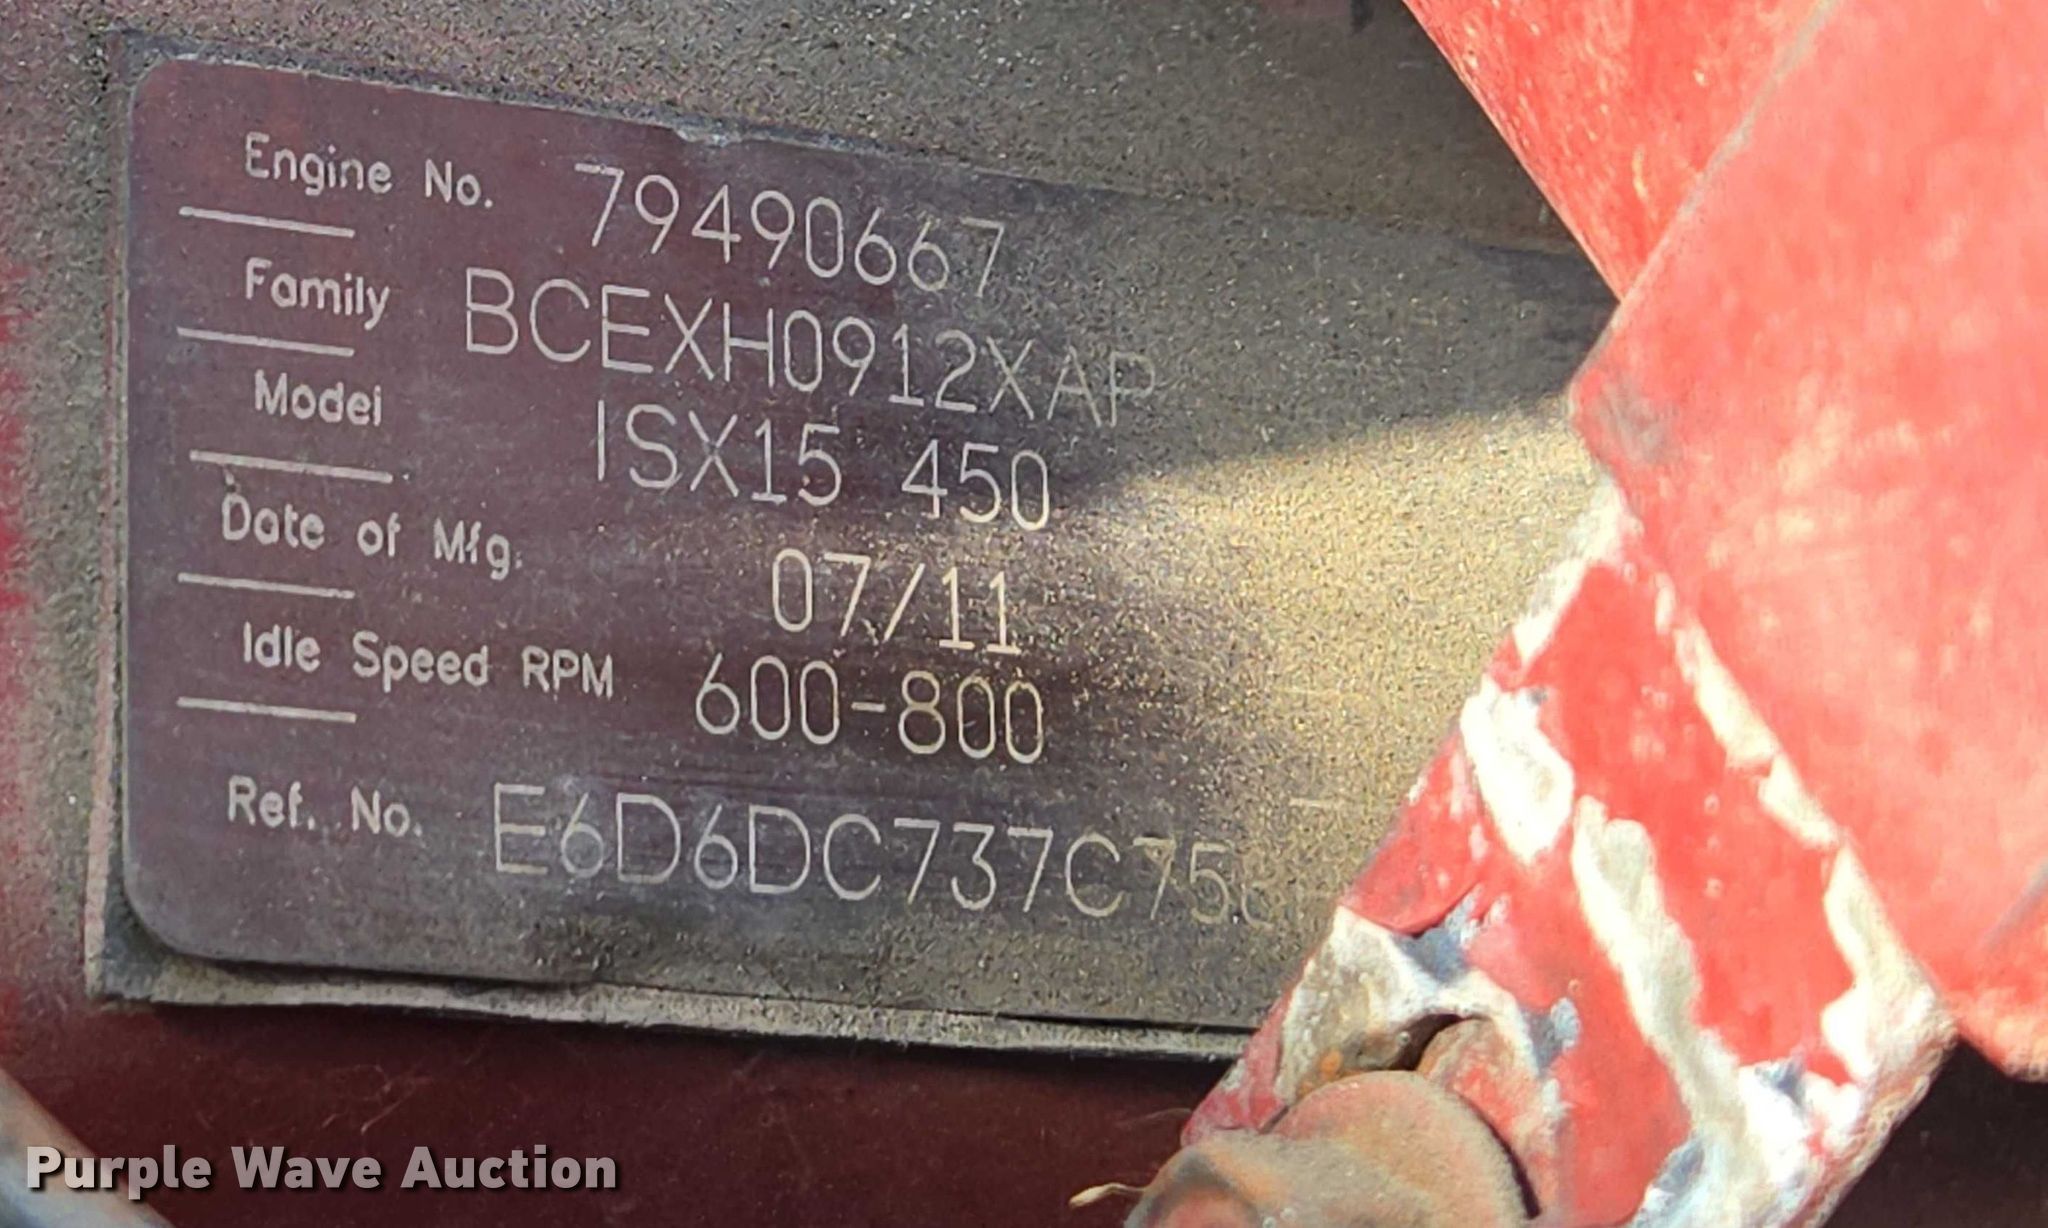 Engine No. 79490667
Family BCEXH0912XAP
Model ISX15 450
Date of Mfg. 07/11
Idle Speed RPM 600-800
Ref. No.
Purple Wave Auction